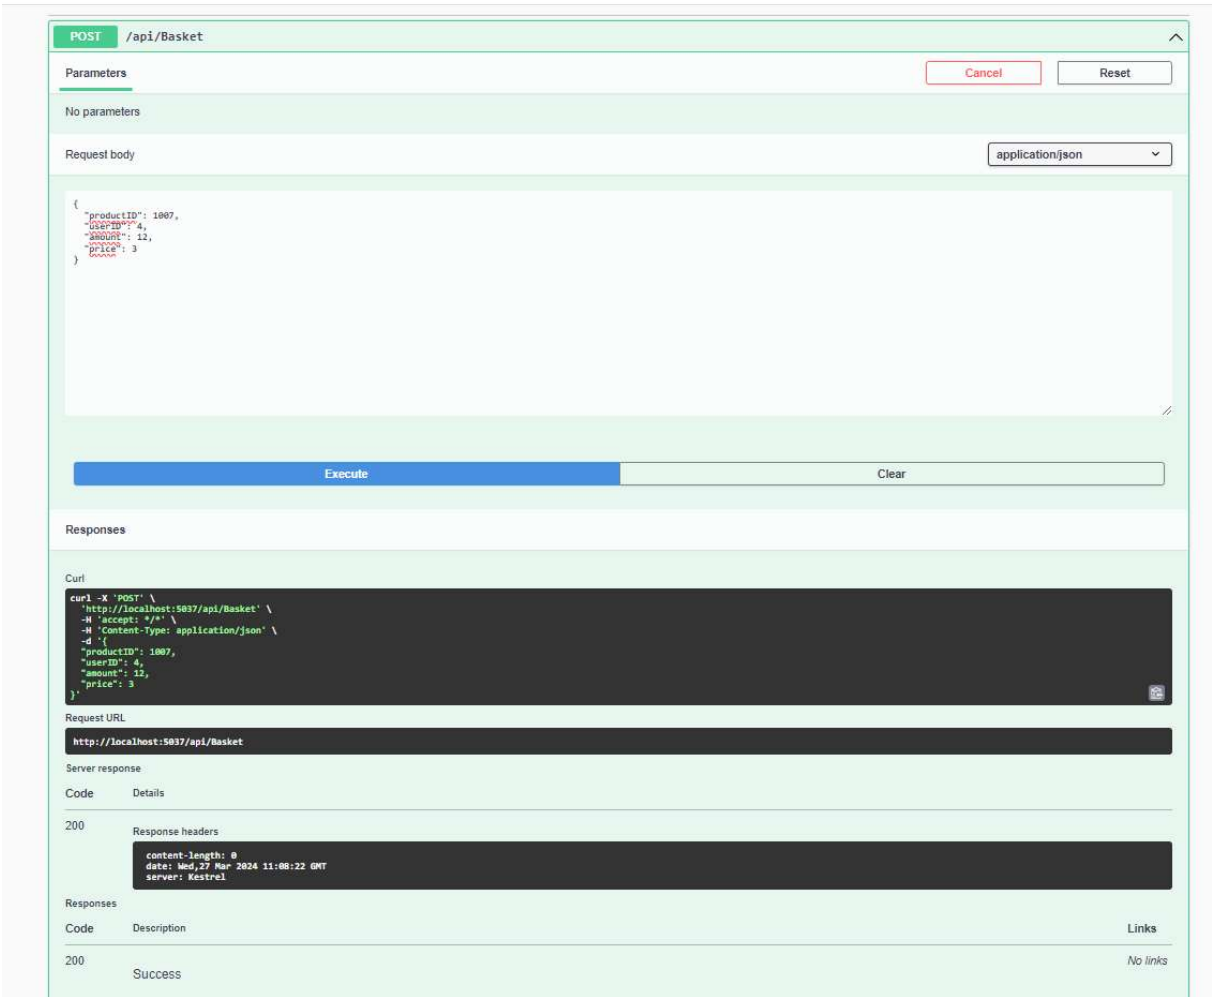 POST /api/Basket
Parameters
Cancel
Reset
No parameters
Request body
application/json
{
"productID": 1007,
"userID": 4,
"amount": 12,
"price": 3
}
Execute
Clear
Responses
Curl
curl -X 'POST' \
'http://localhost:5037/api/Basket' \
-H 'accept: */*' \
-H 'Content-Type: application/json' \
-d '{
"productID": 1007,
"userID": 4,
"amount": 12,
"price": 3
}'
Request URL
http://localhost:5037/api/Basket
Server response
Code Details
200
Response headers
content-length: 0
date: Wed,27 Mar 2024 11:08:22 GMT
server: Kestrel
Responses
Code Description Links
200 No links
Success